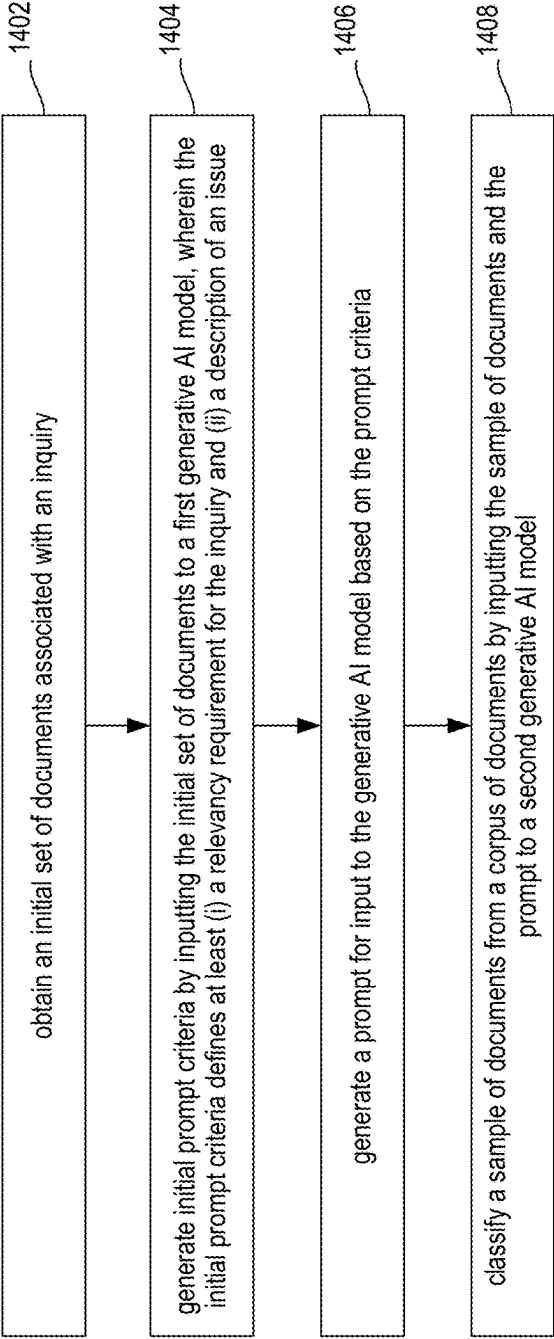 1402
obtain an initial set of documents associated with an inquiry
1404
generate initial prompt criteria by inputting the initial set of documents to a first generative AI model, wherein the
initial prompt criteria defines at least (i) a relevancy requirement for the inquiry and (ii) a description of an issue
1406
generate a prompt for input to the generative AI model based on the prompt criteria
1408
classify a sample of documents from a corpus of documents by inputting the sample of documents and the
prompt to a second generative AI model